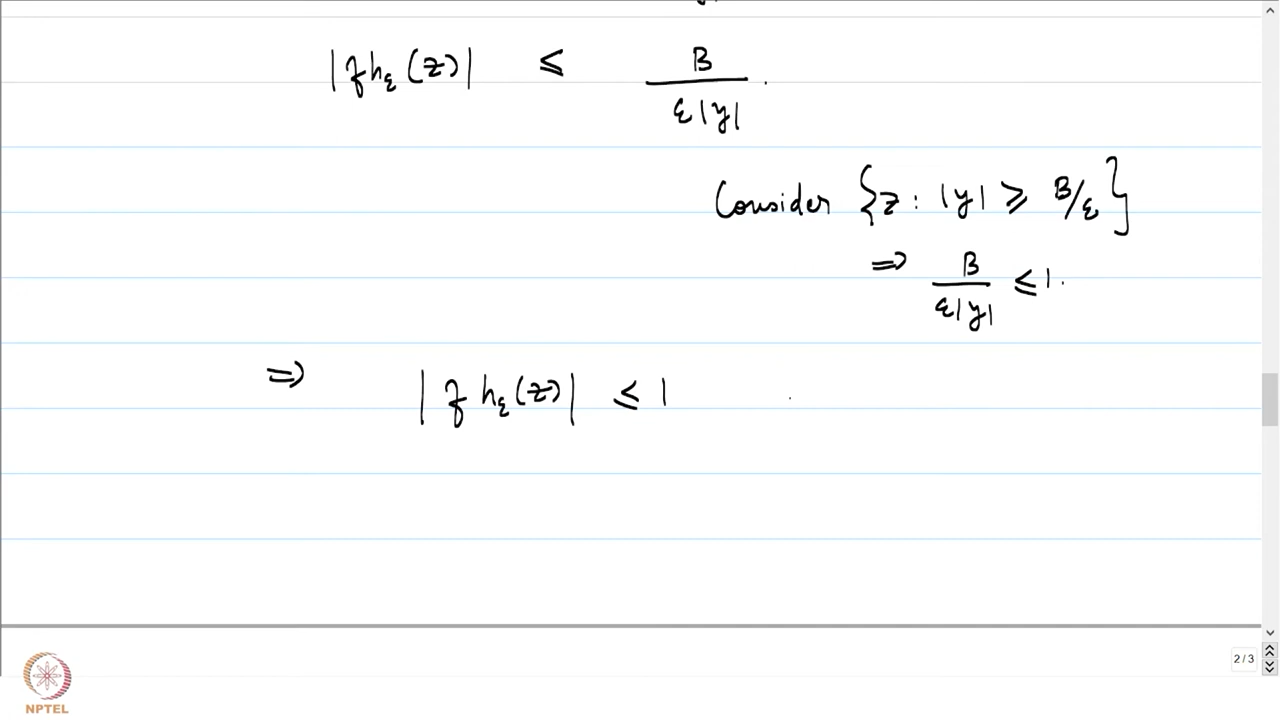 |f h_ε(z)| ≤ B / ε|y| .
Consider {z : |y| ≥ B/ε}
⇒ B / ε|y| ≤ 1.
⇒ |f h_ε(z)| ≤ 1
2 / 3
NPTEL